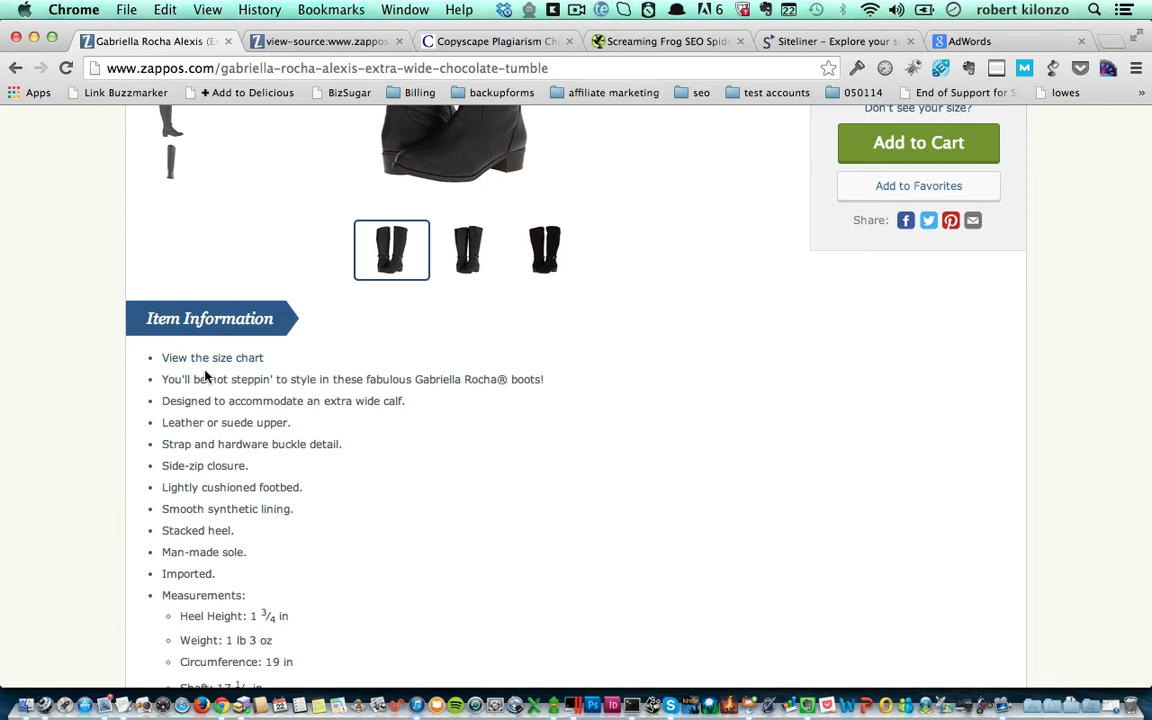 Chrome File Edit View History Bookmarks Window Help 6 22 robert kilonzo
Gabriella Rocha Alexis (Ex view-source:www.zappos Copyscape Plagiarism Ch Screaming Frog SEO Spid Siteliner – Explore your s AdWords
www.zappos.com/gabriella-rocha-alexis-extra-wide-chocolate-tumble
Apps Link Buzzmarker + Add to Delicious BizSugar Billing backupforms affiliate marketing seo test accounts 050114 End of Support for lowes »
Don't see your size?
Add to Cart
Add to Favorites
Share:
Item Information
View the size chart
You'll be hot steppin' to style in these fabulous Gabriella Rocha® boots!
Designed to accommodate an extra wide calf.
Leather or suede upper.
Strap and hardware buckle detail.
Side-zip closure.
Lightly cushioned footbed.
Smooth synthetic lining.
Stacked heel.
Man-made sole.
Imported.
Measurements:
Heel Height: 1 3/4 in
Weight: 1 lb 3 oz
Circumference: 19 in